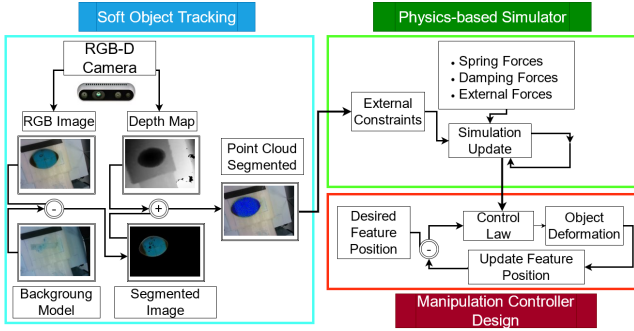 Soft Object Tracking
Physics-based Simulator
RGB-D
Camera
RGB Image
Depth Map
Point Cloud
Segmented
-
+
Backgroung
Model
Segmented
Image
External
Constraints
• Spring Forces
• Damping Forces
• External Forces
Simulation
Update
Desired
Feature
Position
-
Control
Law
Object
Deformation
Update Feature
Position
Manipulation Controller
Design